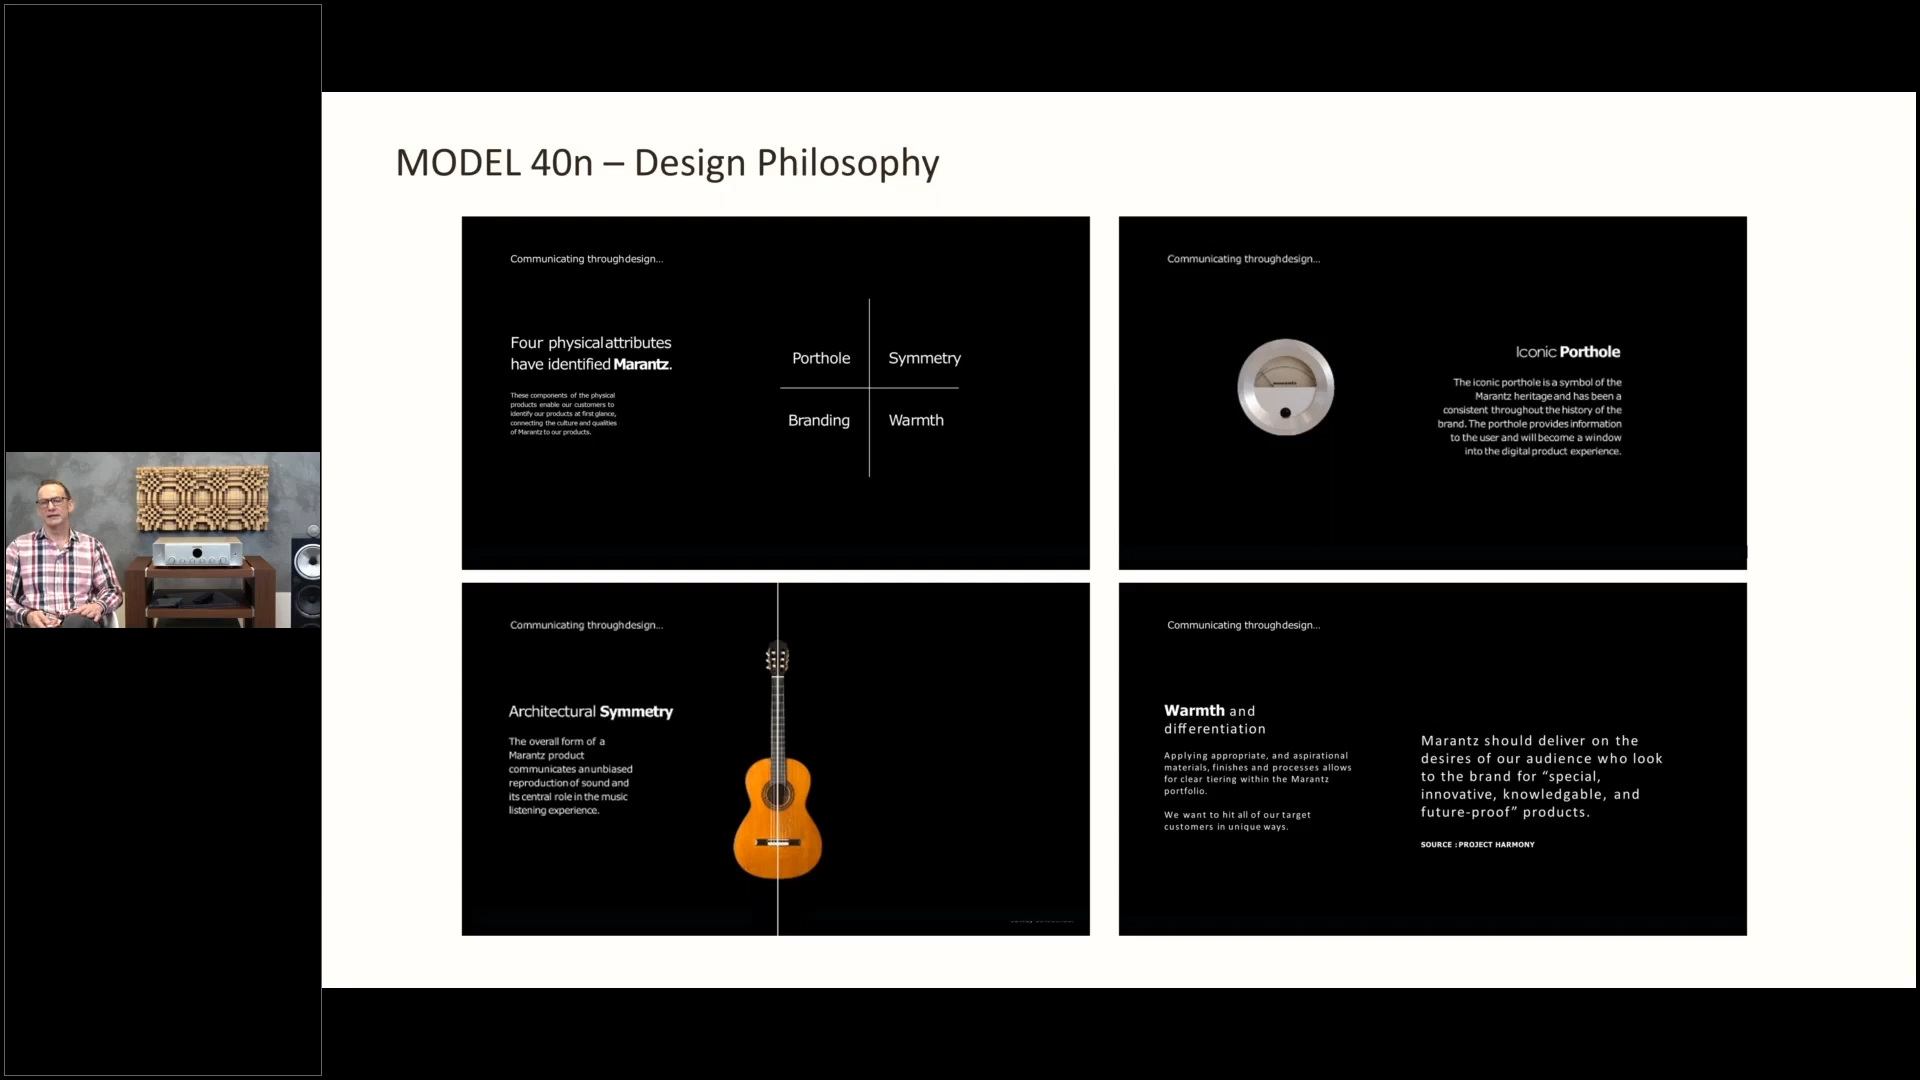 MODEL 40n – Design Philosophy
Communicating through design...
Four physical attributes
have identified Marantz.
These components of the physical
products enable our customers to
identify our products at first glance,
connecting the culture and qualities
of Marantz to our products.
Porthole
Symmetry
Branding
Warmth
Communicating through design...
Iconic Porthole
The iconic porthole is a symbol of the
Marantz heritage and has been a
consistent throughout the history of the
brand. The porthole provides information
to the user and will become a window
into the digital product experience.
marantz
Communicating through design...
Architectural Symmetry
The overall form of a
Marantz product
communicates an unbiased
reproduction of sound and
its central role in the music
listening experience.
Communicating through design...
Warmth and
differentiation
Applying appropriate, and aspirational
materials, finishes and processes allows
for clear tiering within the Marantz
portfolio.
We want to hit all of our target
customers in unique ways.
Marantz should deliver on the
desires of our audience who look
to the brand for “special,
innovative, knowledgable, and
future-proof” products.
SOURCE : PROJECT HARMONY